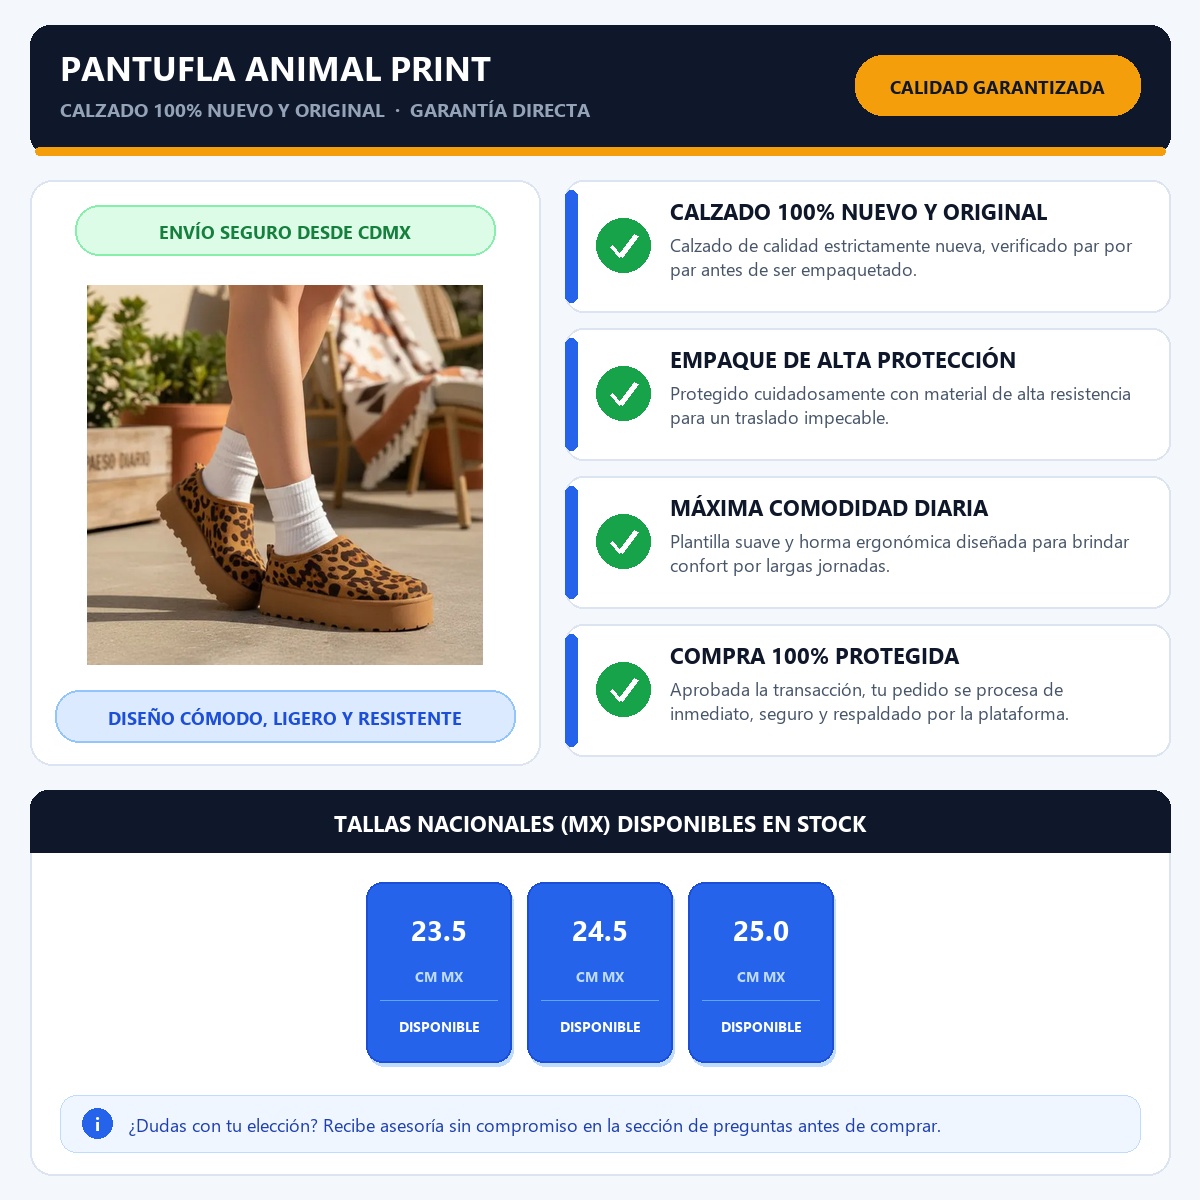 PANTUFLA ANIMAL PRINT
CALZADO 100% NUEVO Y ORIGINAL · GARANTÍA DIRECTA
CALIDAD GARANTIZADA
ENVÍO SEGURO DESDE CDMX
PASEO DIARIO
DISEÑO CÓMODO, LIGERO Y RESISTENTE
CALZADO 100% NUEVO Y ORIGINAL
Calzado de calidad estrictamente nueva, verificado par por
par antes de ser empaquetado.
EMPAQUE DE ALTA PROTECCIÓN
Protegido cuidadosamente con material de alta resistencia
para un traslado impecable.
MÁXIMA COMODIDAD DIARIA
Plantilla suave y horma ergonómica diseñada para brindar
confort por largas jornadas.
COMPRA 100% PROTEGIDA
Aprobada la transacción, tu pedido se procesa de
inmediato, seguro y respaldado por la plataforma.
TALLAS NACIONALES (MX) DISPONIBLES EN STOCK
23.5
CM MX
DISPONIBLE
24.5
CM MX
DISPONIBLE
25.0
CM MX
DISPONIBLE
¿Dudas con tu elección? Recibe asesoría sin compromiso en la sección de preguntas antes de comprar.